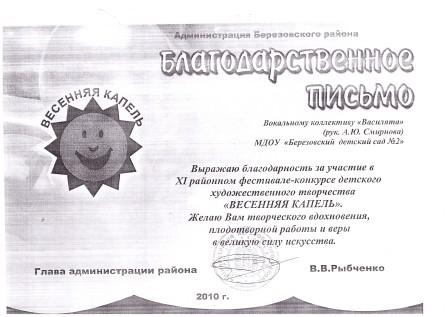 Администрация Березовского района
БЛАГОДАРСТВЕННОЕ
ПИСЬМО
ВЕСЕННЯЯ КАПЕЛЬ
Вокальному коллективу «Василята»
(рук. А.Ю. Смирнова)
МДОУ «Березовский детский сад №2»
Выражаю благодарность за участие в
XI районном фестивале-конкурсе детского
художественного творчества
«ВЕСЕННЯЯ КАПЕЛЬ».
Желаю Вам творческого вдохновения,
плодотворной работы и веры
в великую силу искусства.
Глава администрации района
В.В.Рыбченко
2010 г.